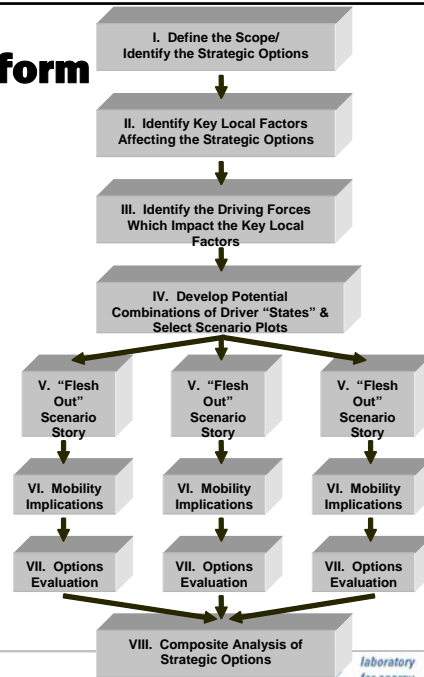 form
I. Define the Scope/
Identify the Strategic Options
II. Identify Key Local Factors
Affecting the Strategic Options
III. Identify the Driving Forces
Which Impact the Key Local
Factors
IV. Develop Potential
Combinations of Driver “States” &
Select Scenario Plots
V. “Flesh
Out”
Scenario
Story
V. “Flesh
Out”
Scenario
Story
V. “Flesh
Out”
Scenario
Story
VI. Mobility
Implications
VI. Mobility
Implications
VI. Mobility
Implications
VII. Options
Evaluation
VII. Options
Evaluation
VII. Options
Evaluation
VIII. Composite Analysis of
Strategic Options
laboratory